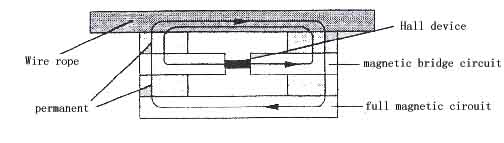 Hall device
Wire rope
magnetic bridge circuit
permanent
full magnetic cirouit